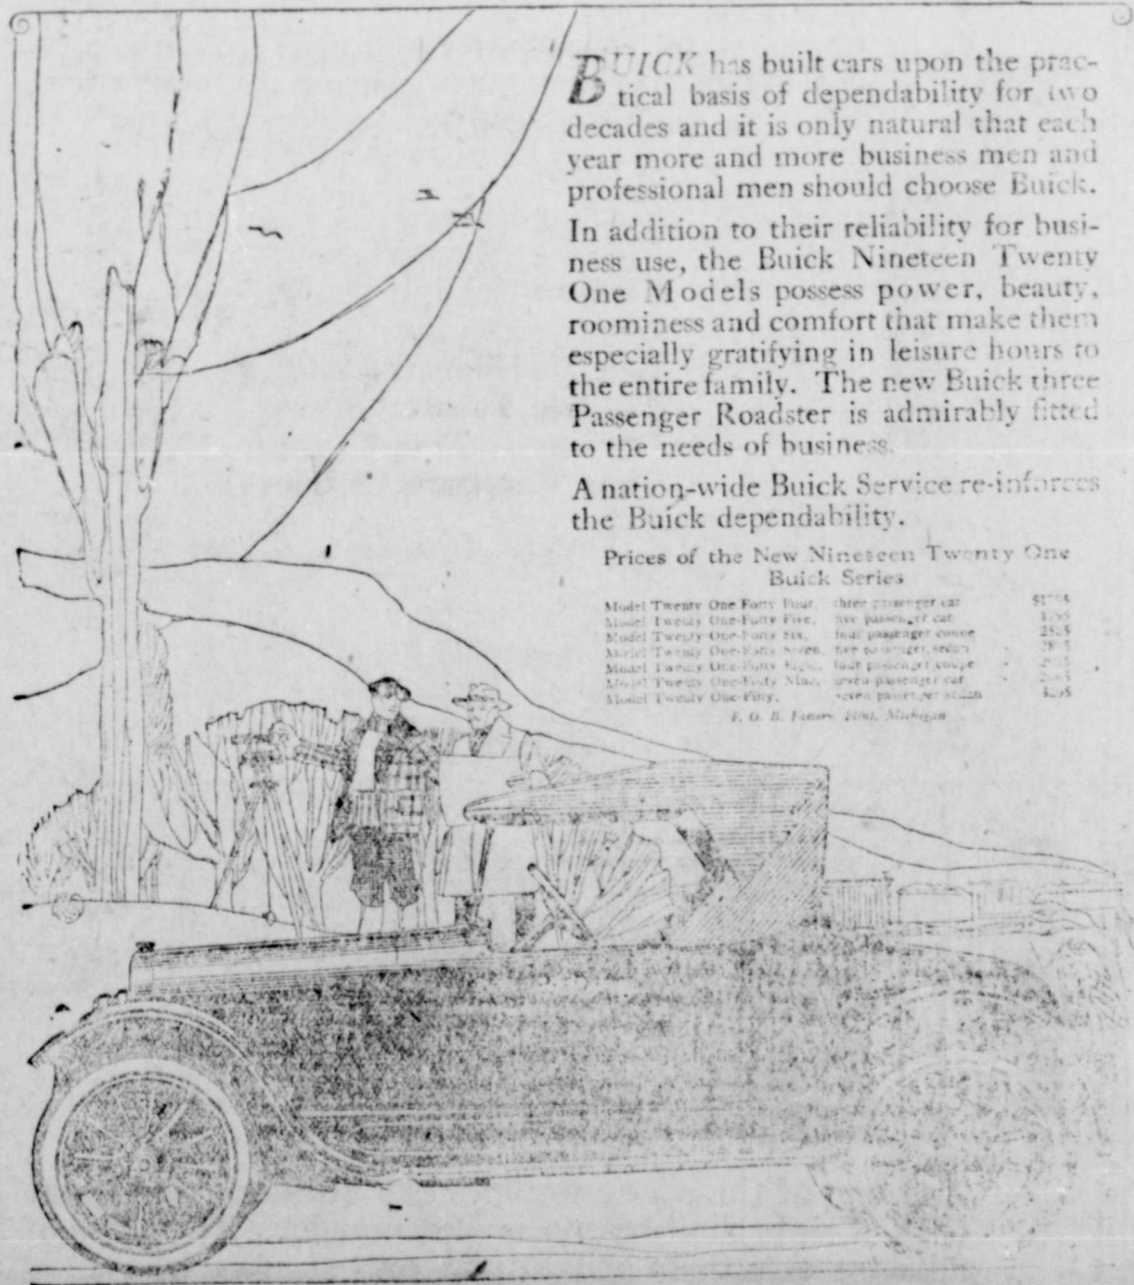 BUICK has built cars upon the prac-
tical basis of dependability for two
decades and it is only natural that each
year more and more business men and
professional men should choose Buick.
In addition to their reliability for busi-
ness use, the Buick Nineteen Twenty
One Models possess power, beauty,
roominess and comfort that make them
especially gratifying in leisure hours to
the entire family. The new Buick three
Passenger Roadster is admirably fitted
to the needs of business.
A nation-wide Buick Service re-inforces
the Buick dependability.
Prices of the New Nineteen Twenty One
Buick Series
Model Twenty One Forty Four, three passenger car
Model Twenty One-Forty Five, five passenger car
Model Twenty One-Forty Six, four passenger coupe
Model Twenty One-Forty Seven, five passenger sedan
Model Twenty One-Forty Eight, four passenger coupe
Model Twenty One-Forty Nine, seven passenger car
Model Twenty One-Fifty, seven passenger sedan
F. O. B. Factory, Flint, Michigan